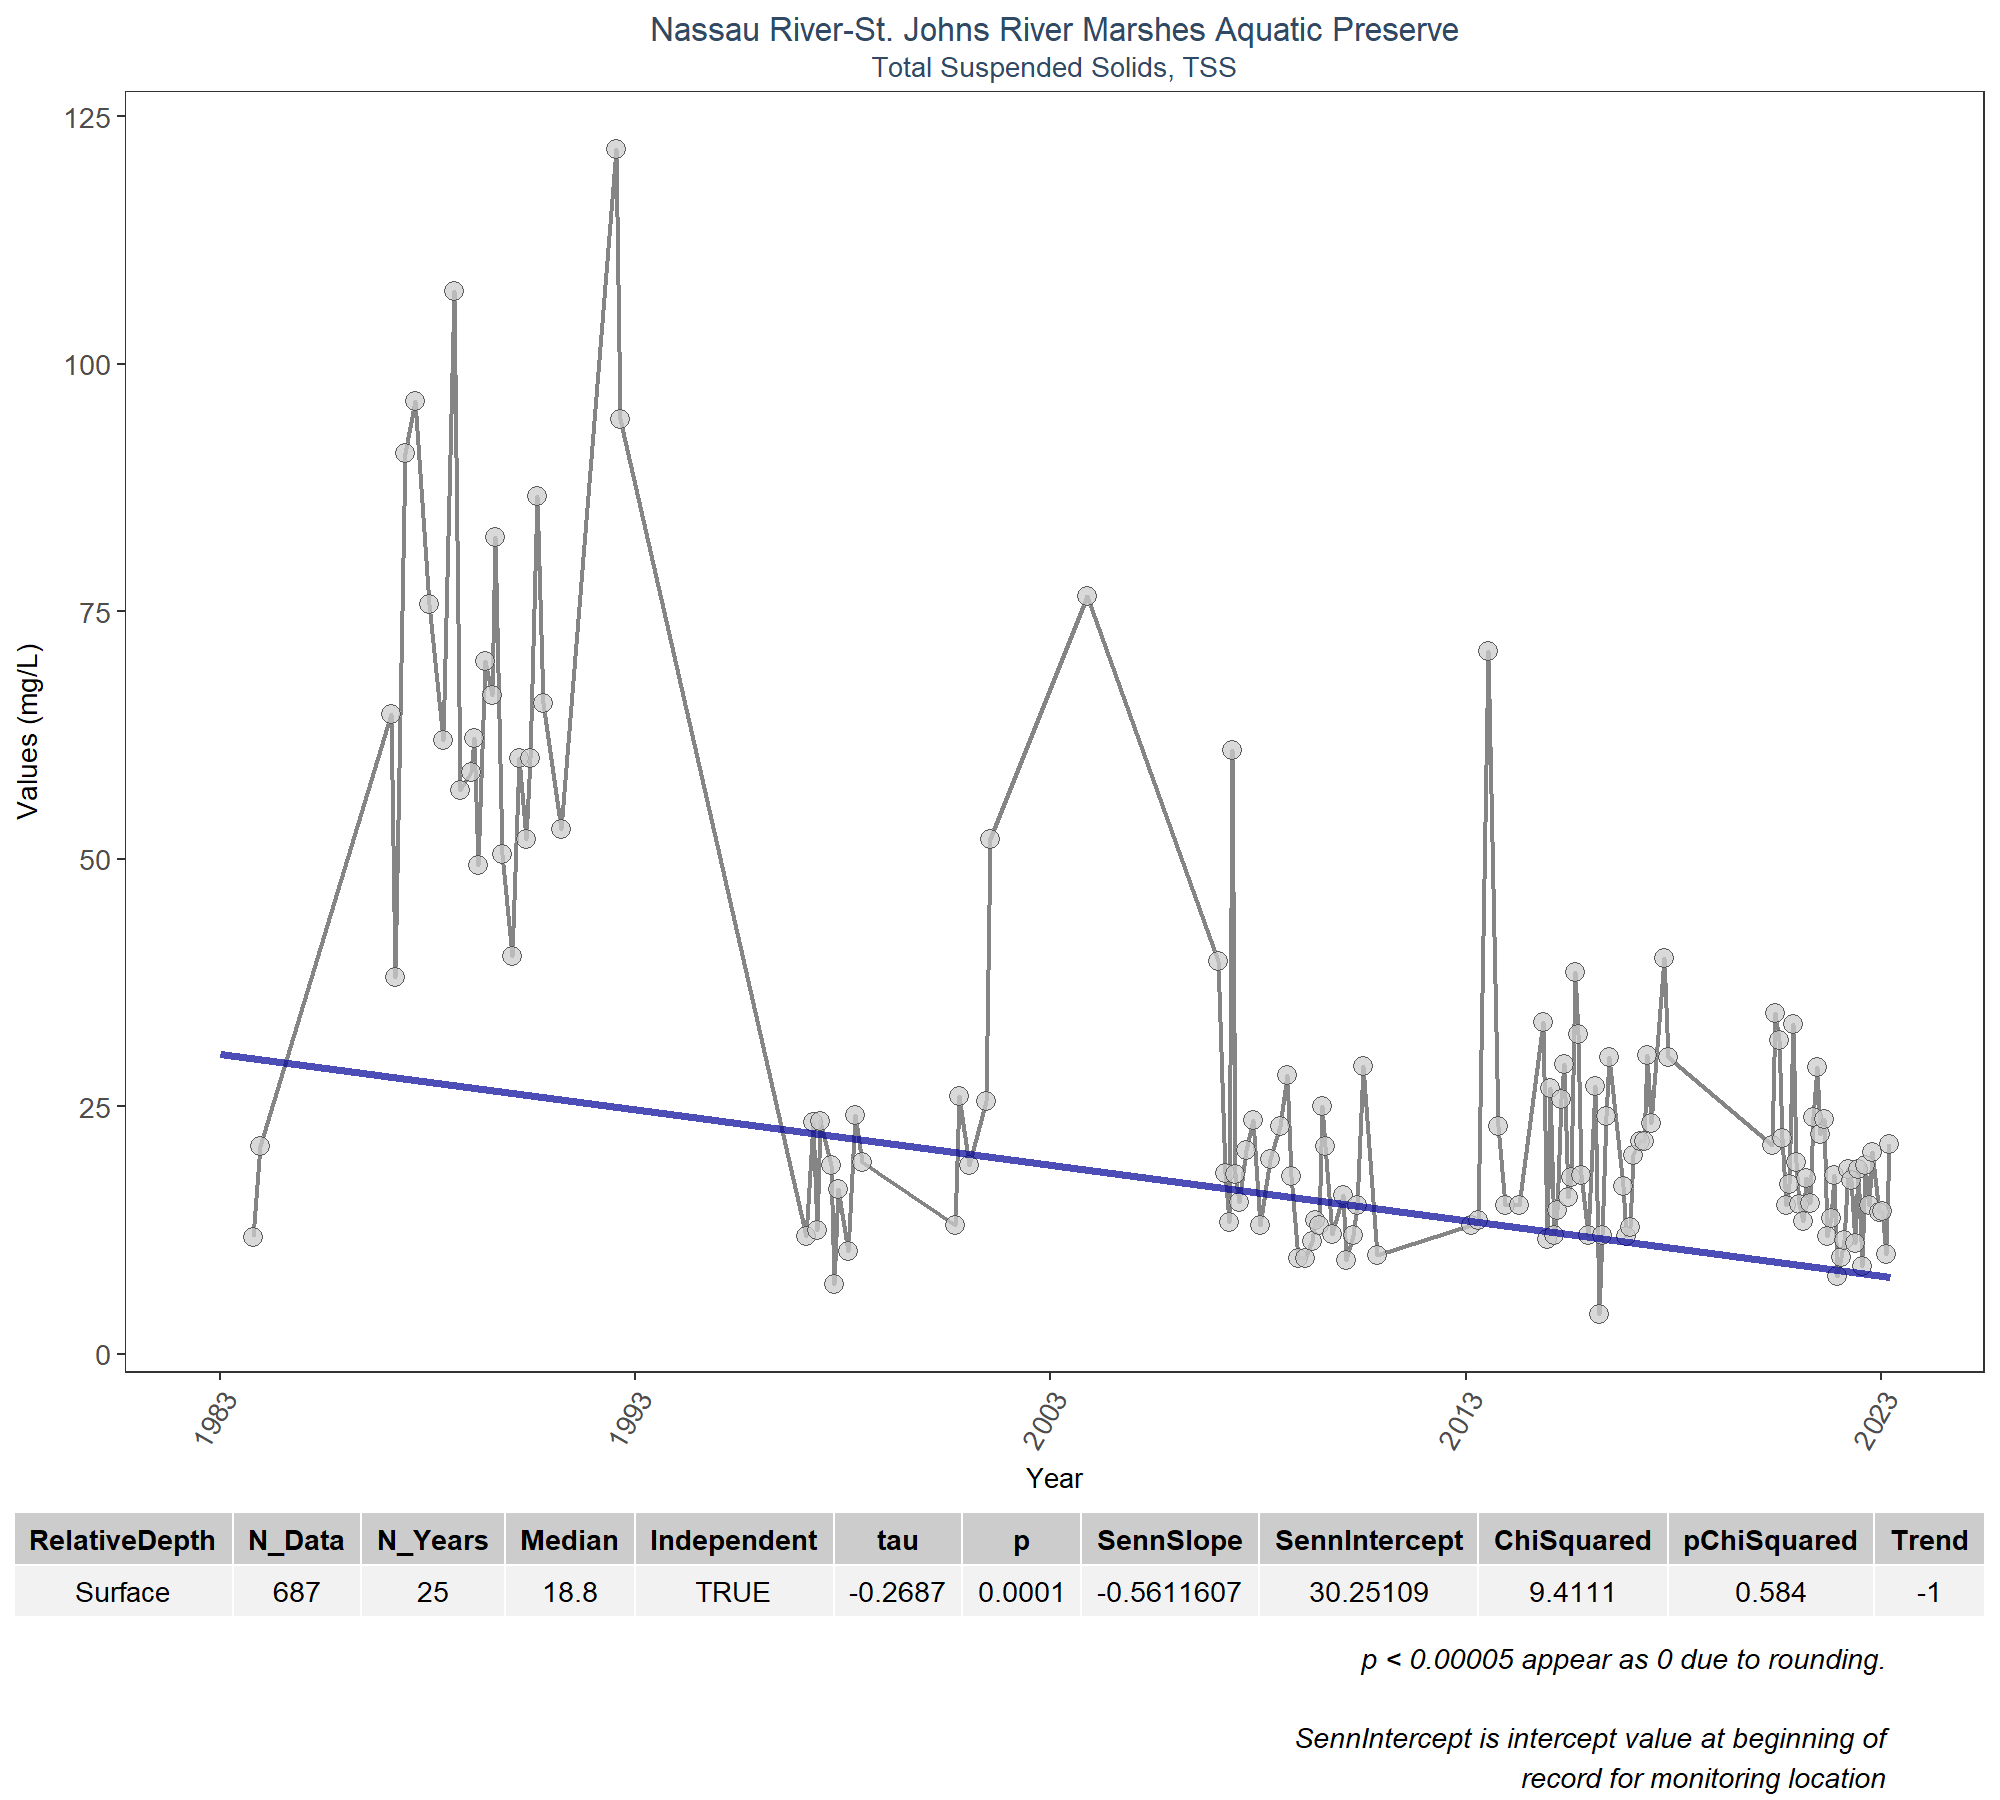 Nassau River-St. Johns River Marshes Aquatic Preserve
Total Suspended Solids, TSS
125
100
75
50
25
0
Values (mg/L)
1983
1993
2003
2013
2023
Year
RelativeDepth N_Data N_Years Median Independent tau p SennSlope SennIntercept ChiSquared pChiSquared Trend
Surface 687 25 18.8 TRUE -0.2687 0.0001 -0.5611607 30.25109 9.4111 0.584 -1
p < 0.00005 appear as 0 due to rounding.
SennIntercept is intercept value at beginning of
record for monitoring location